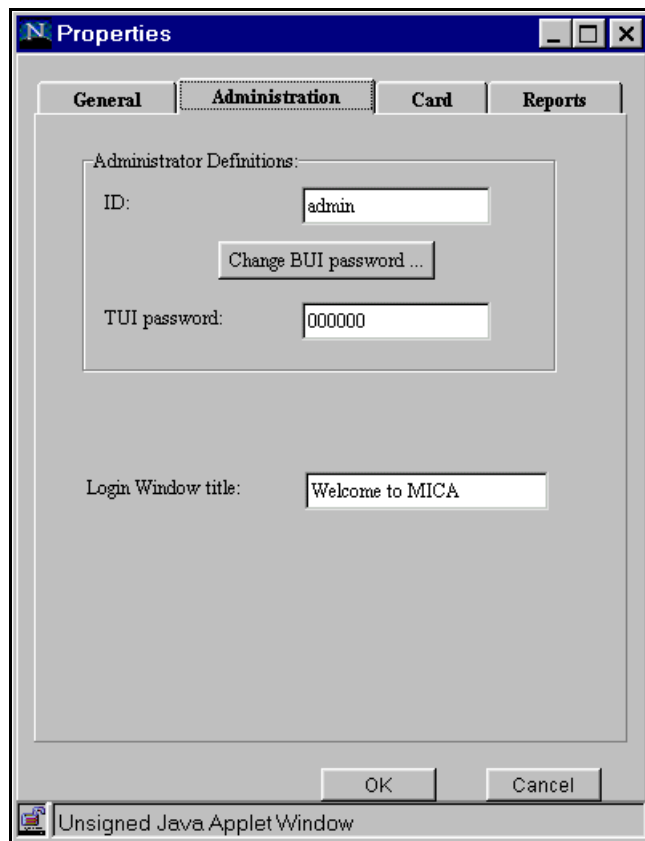 N Properties
General Administration Card Reports
Administrator Definitions:
ID: admin
Change BUI password ...
TUI password: 000000
Login Window title: Welcome to MICA
OK Cancel
Unsigned Java Applet Window